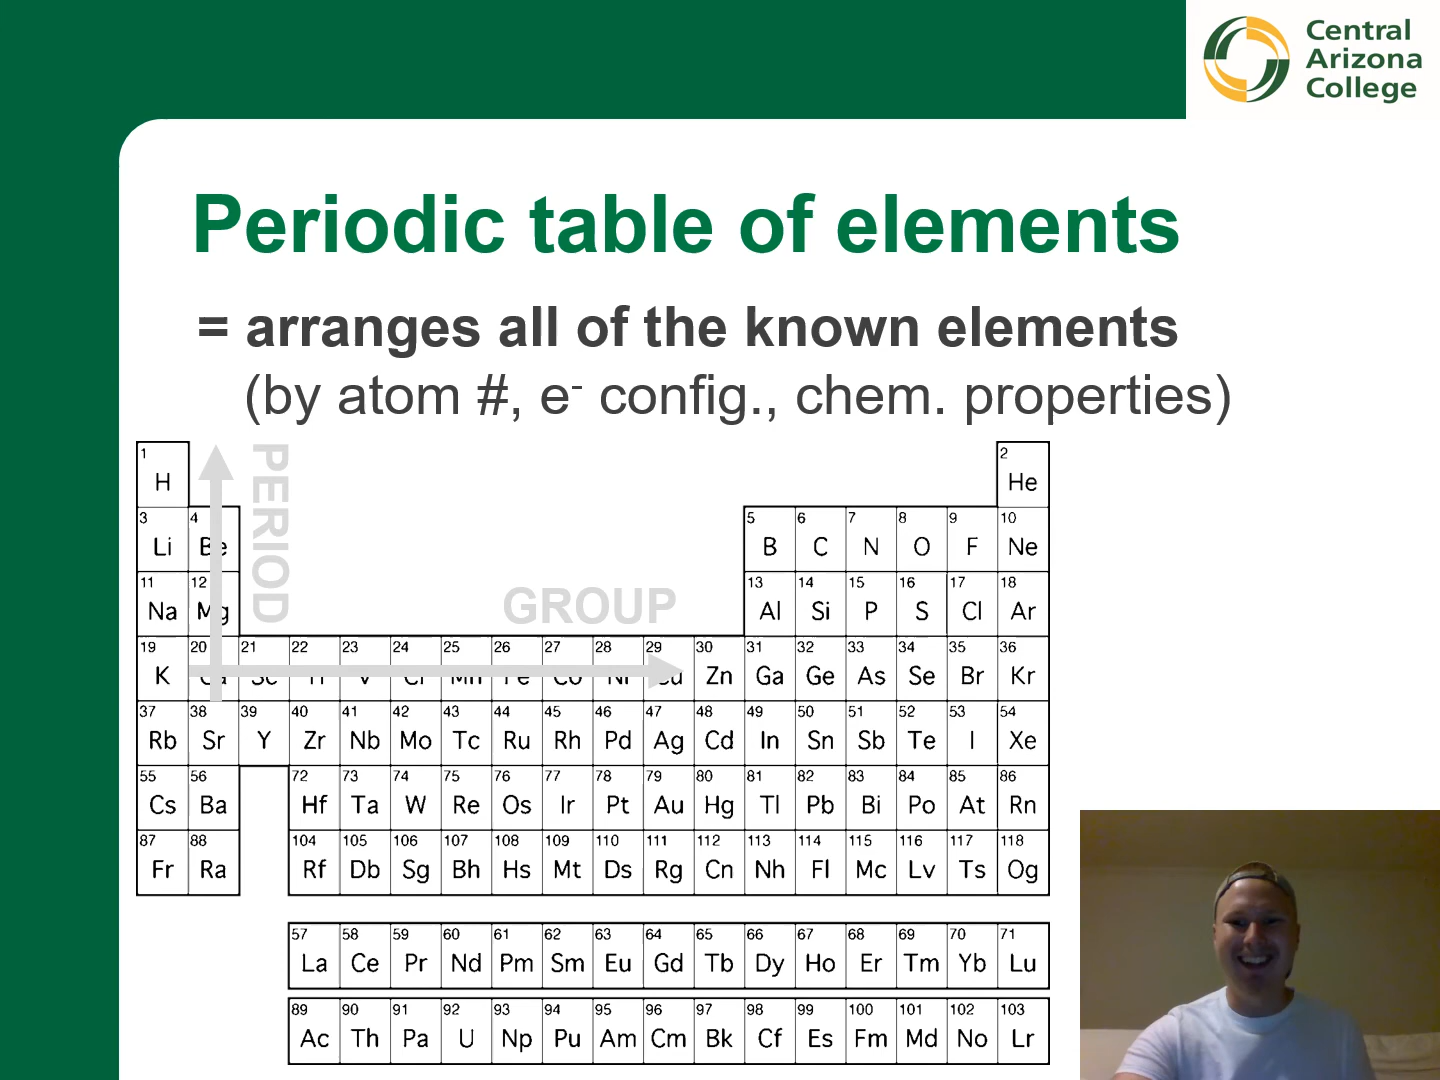 Central
Arizona
College
Periodic table of elements
= arranges all of the known elements
(by atom #, e- config., chem. properties)
PERIOD
GROUP
1 2
H He
3 4 5 6 7 8 9 10
Li Be B C N O F Ne
11 12 13 14 15 16 17 18
Na Mg Al Si P S Cl Ar
19 20 21 22 23 24 25 26 27 28 29 30 31 32 33 34 35 36
K Ca Sc Ti V Cr Mn Fe Co Ni Cu Zn Ga Ge As Se Br Kr
37 38 39 40 41 42 43 44 45 46 47 48 49 50 51 52 53 54
Rb Sr Y Zr Nb Mo Tc Ru Rh Pd Ag Cd In Sn Sb Te I Xe
55 56 72 73 74 75 76 77 78 79 80 81 82 83 84 85 86
Cs Ba Hf Ta W Re Os Ir Pt Au Hg Tl Pb Bi Po At Rn
87 88 104 105 106 107 108 109 110 111 112 113 114 115 116 117 118
Fr Ra Rf Db Sg Bh Hs Mt Ds Rg Cn Nh Fl Mc Lv Ts Og
57 58 59 60 61 62 63 64 65 66 67 68 69 70 71
La Ce Pr Nd Pm Sm Eu Gd Tb Dy Ho Er Tm Yb Lu
89 90 91 92 93 94 95 96 97 98 99 100 101 102 103
Ac Th Pa U Np Pu Am Cm Bk Cf Es Fm Md No Lr